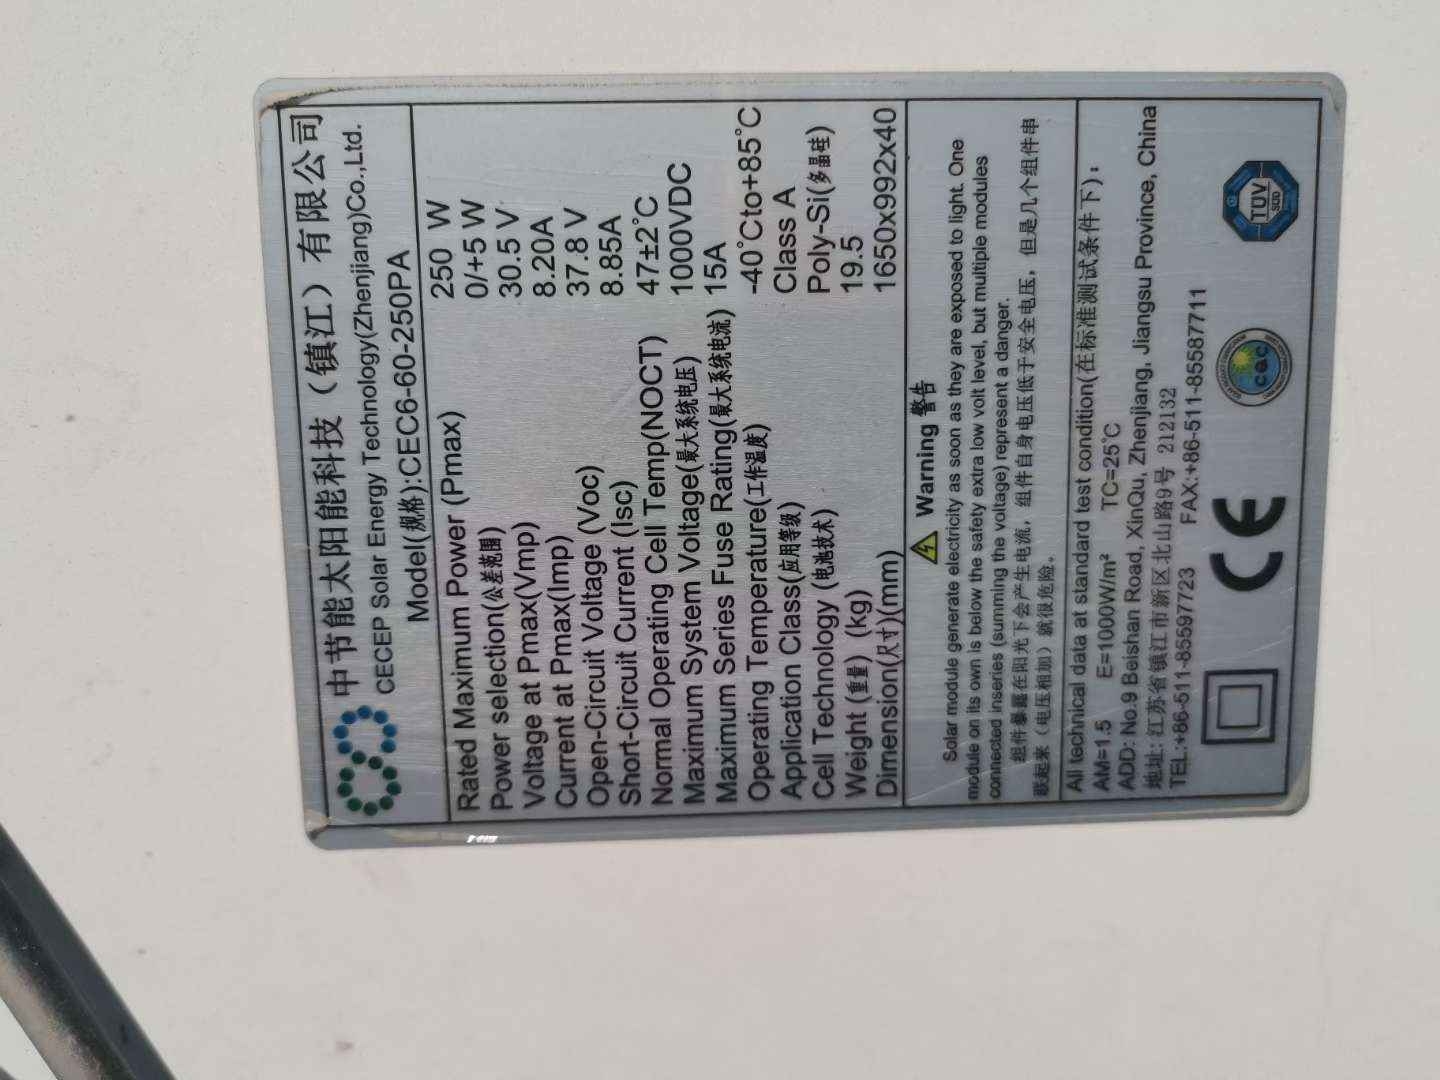 中节能太阳能科技（镇江）有限公司
CECEP Solar Energy Technology(Zhenjiang)Co.,Ltd.
Model(规格):CEC6-60-250PA
Rated Maximum Power (Pmax) 250 W
Power selection(公差范围) 0/+5 W
Voltage at Pmax(Vmp) 30.5 V
Current at Pmax(Imp) 8.20A
Open-Circuit Voltage (Voc) 37.8 V
Short-Circuit Current (Isc) 8.85A
Normal Operating Cell Temp(NOCT) 47±2℃
Maximum System Voltage(最大系统电压) 1000VDC
Maximum Series Fuse Rating(最大系统电流) 15A
Operating Temperature(工作温度) -40℃to+85℃
Application Class(应用等级) Class A
Cell Technology (电池技术) Poly-Si(多晶硅)
Weight (重量) (kg) 19.5
Dimension(尺寸)(mm) 1650x992x40
Warning 警告
Solar module generate electricity as soon as they are exposed to light. One
module on its own is below the safety extra low volt level, but multiple modules
connected inseries (summing the voltage) represent a danger.
组件暴露在阳光下会产生电流，组件自身电压低于安全电压，但是几个组件串
联起来（电压相加）就很危险。
All technical data at standard test condition(在标准测试条件下)：
AM=1.5 E=1000W/m² TC=25℃
ADD: No.9 Beishan Road, XinQu, Zhenjiang, Jiangsu Province, China
地址: 江苏省镇江市新区北山路9号 212132
TEL.:+86-511-85597723 FAX:+86-511-85587711
CE
cqc
TÜV
SÜD